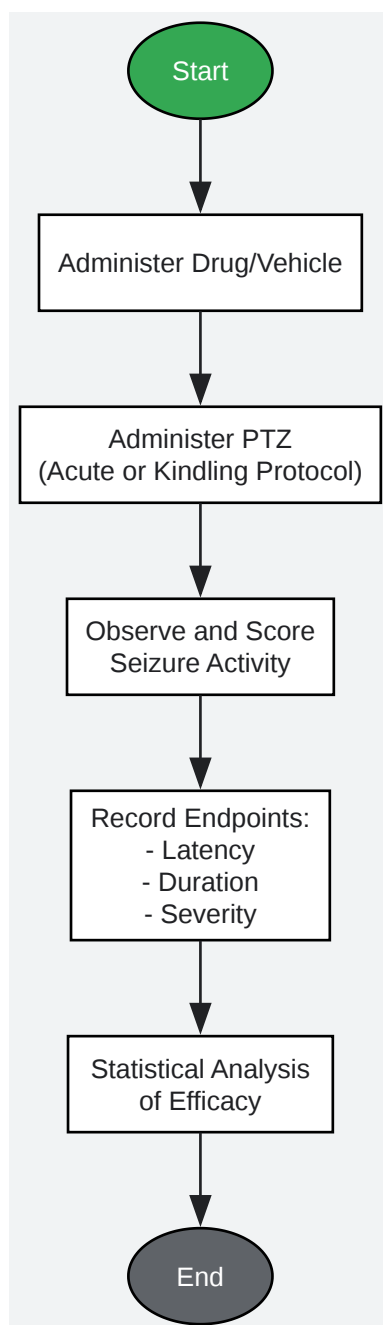 Start
Administer Drug/Vehicle
Administer PTZ
(Acute or Kindling Protocol)
Observe and Score
Seizure Activity
Record Endpoints:
- Latency
- Duration
- Severity
Statistical Analysis
of Efficacy
End